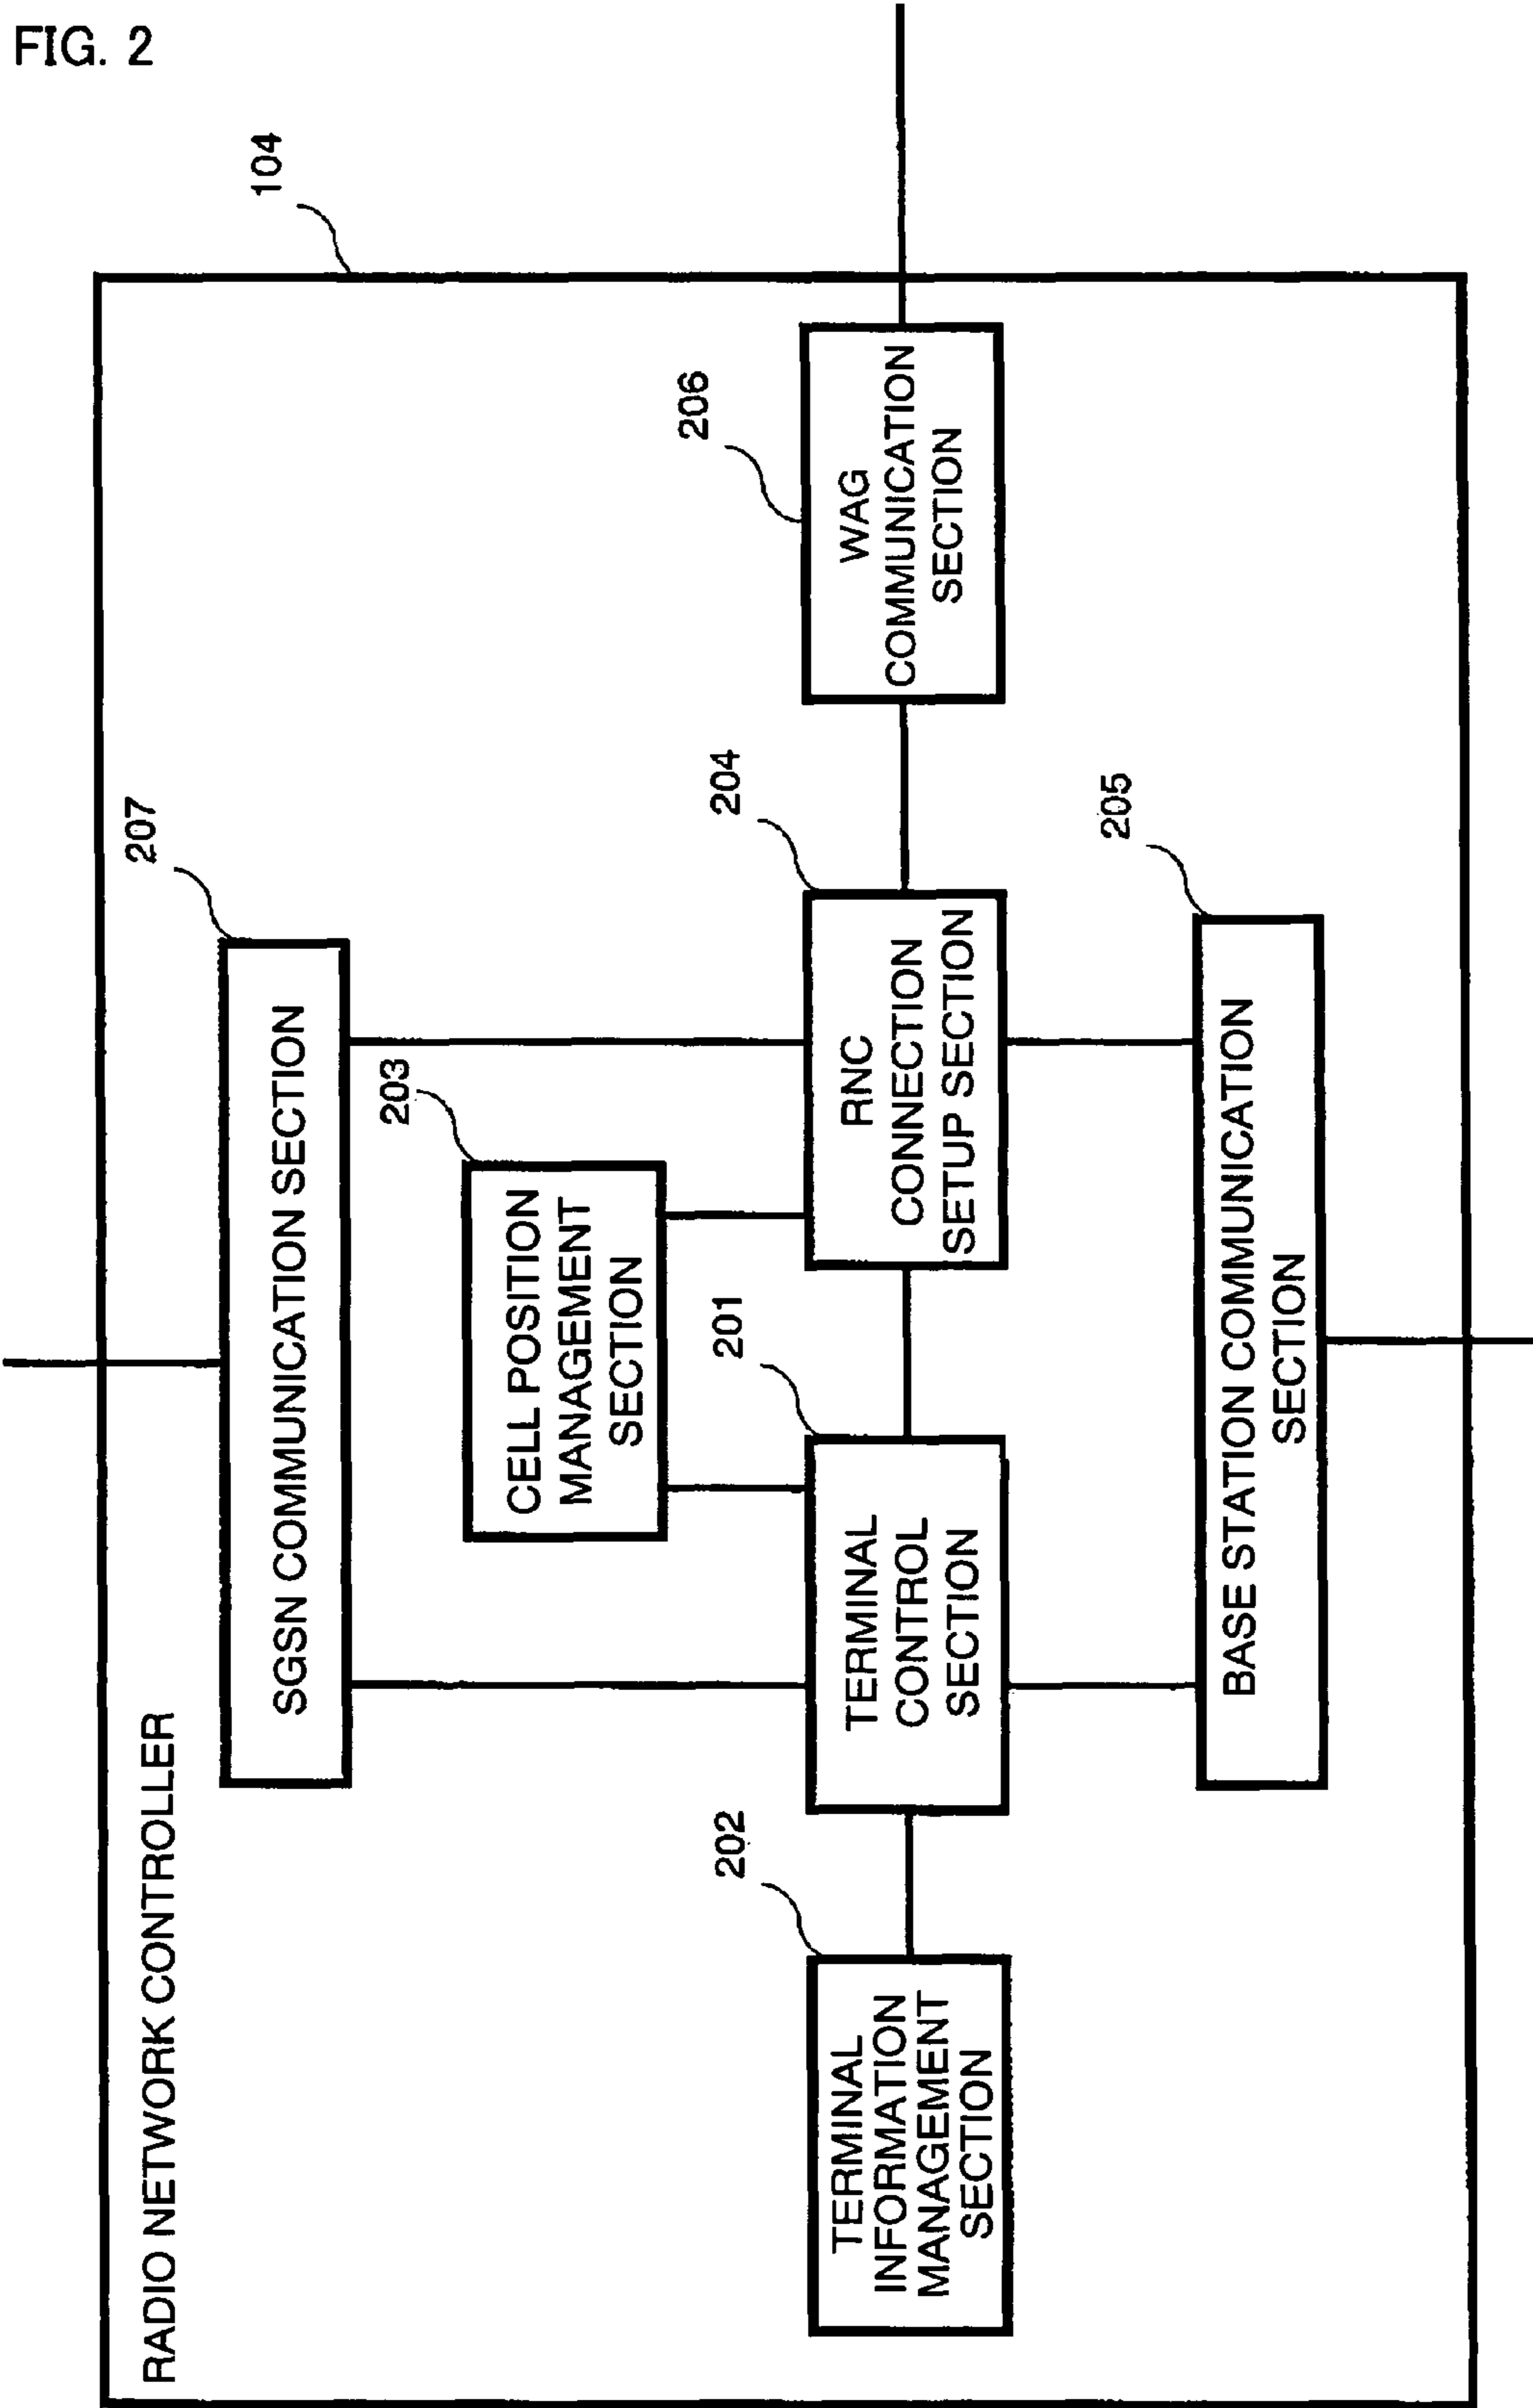 FIG. 2
RADIO NETWORK CONTROLLER
104
207
SGSN COMMUNICATION SECTION
203
CELL POSITION
MANAGEMENT
SECTION
202
TERMINAL
INFORMATION
MANAGEMENT
SECTION
201
TERMINAL
CONTROL
SECTION
204
RNC
CONNECTION
SETUP SECTION
206
WAG
COMMUNICATION
SECTION
205
BASE STATION COMMUNICATION
SECTION